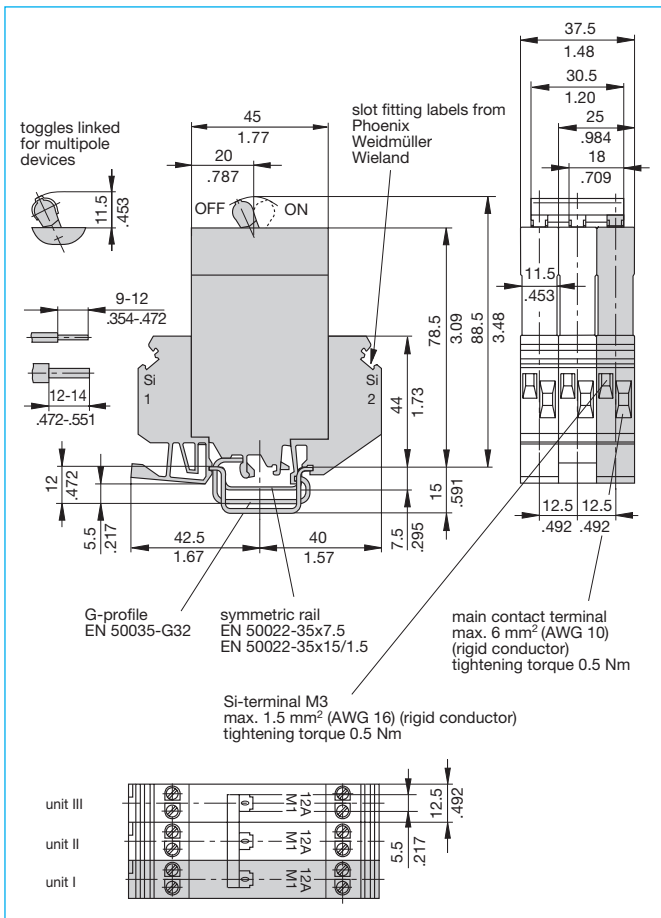 37.5
1.48
30.5
1.20
25
.984
18
.709
45
1.77
20
.787
slot fitting labels from
Phoenix
Weidmüller
Wieland
toggles linked
for multipole
devices
11.5
.453
OFF
ON
9-12
.354-.472
12-14
.472-.551
Si
1
Si
2
78.5
3.09
88.5
3.48
44
1.73
11.5
.453
12
.472
5.5
.217
15
.591
7.5
.295
42.5
1.67
40
1.57
12.5
.492
12.5
.492
G-profile
EN 50035-G32
symmetric rail
EN 50022-35x7.5
EN 50022-35x15/1.5
main contact terminal
max. 6 mm² (AWG 10)
(rigid conductor)
tightening torque 0.5 Nm
Si-terminal M3
max. 1.5 mm² (AWG 16) (rigid conductor)
tightening torque 0.5 Nm
unit III
unit II
unit I
12A
M1
12A
M1
12A
M1
5.5
.217
12.5
.492